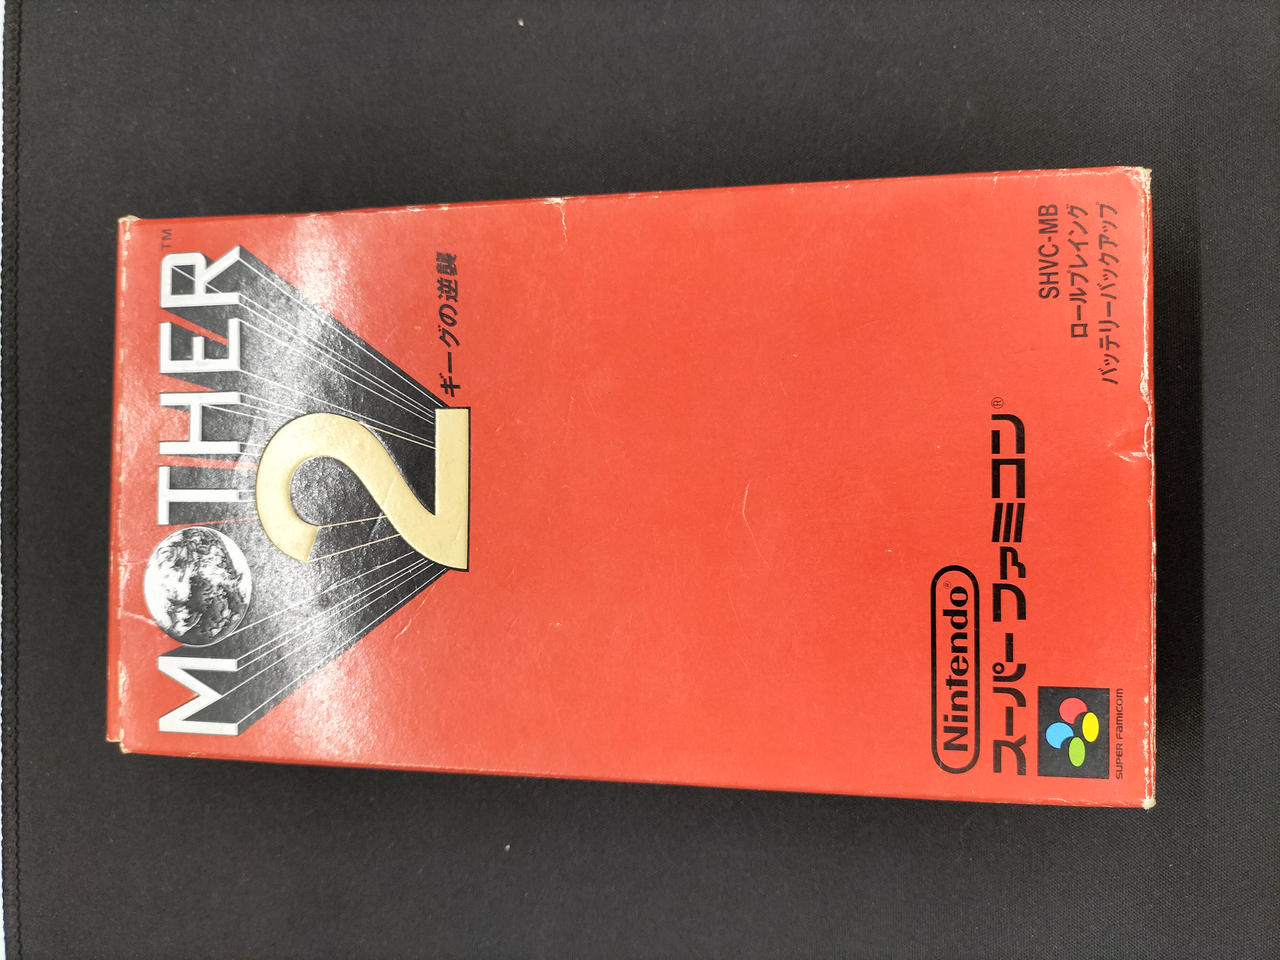 MOTHER™
2
ギーグの逆襲
Nintendo®
スーパーファミコン®
SUPER Famicom
SHVC-MB
ロールプレイング
バッテリーバックアップ